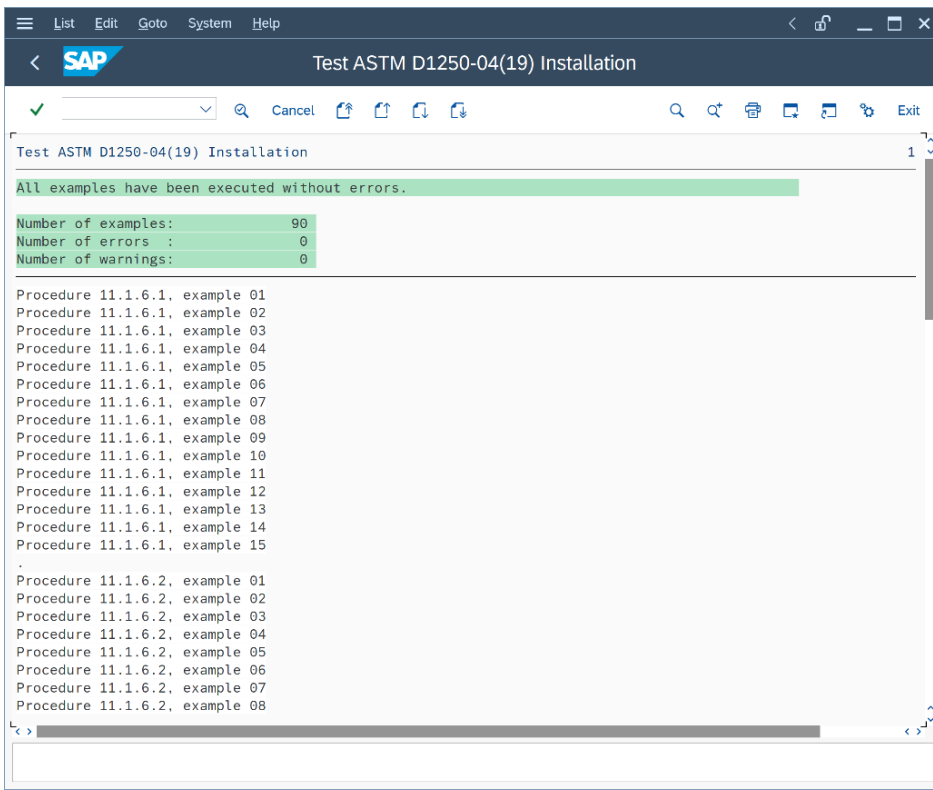 List Edit Goto System Help
SAP Test ASTM D1250-04(19) Installation
Cancel Exit
Test ASTM D1250-04(19) Installation 1
All examples have been executed without errors.
Number of examples: 90
Number of errors : 0
Number of warnings: 0
Procedure 11.1.6.1, example 01
Procedure 11.1.6.1, example 02
Procedure 11.1.6.1, example 03
Procedure 11.1.6.1, example 04
Procedure 11.1.6.1, example 05
Procedure 11.1.6.1, example 06
Procedure 11.1.6.1, example 07
Procedure 11.1.6.1, example 08
Procedure 11.1.6.1, example 09
Procedure 11.1.6.1, example 10
Procedure 11.1.6.1, example 11
Procedure 11.1.6.1, example 12
Procedure 11.1.6.1, example 13
Procedure 11.1.6.1, example 14
Procedure 11.1.6.1, example 15
.
Procedure 11.1.6.2, example 01
Procedure 11.1.6.2, example 02
Procedure 11.1.6.2, example 03
Procedure 11.1.6.2, example 04
Procedure 11.1.6.2, example 05
Procedure 11.1.6.2, example 06
Procedure 11.1.6.2, example 07
Procedure 11.1.6.2, example 08